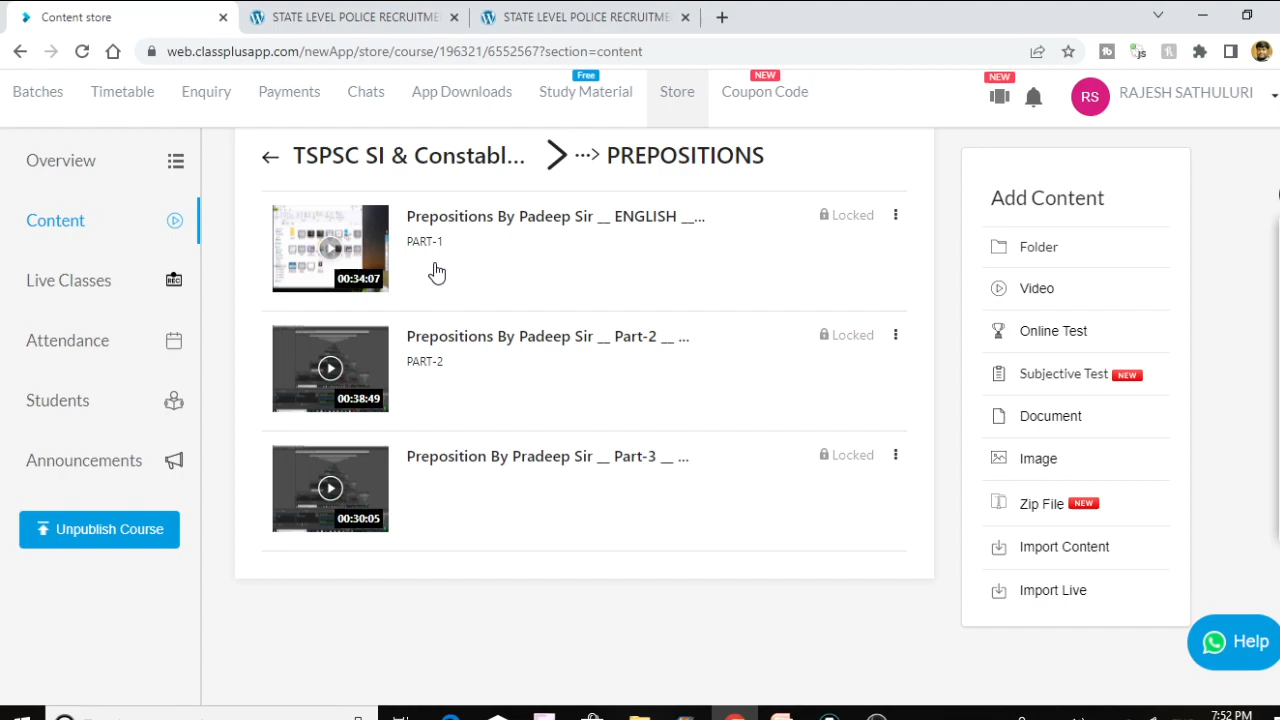 Content store
STATE LEVEL POLICE RECRUITME
STATE LEVEL POLICE RECRUITME
web.classplusapp.com/newApp/store/course/196321/6552567?section=content
Batches
Timetable
Enquiry
Payments
Chats
App Downloads
Free
Study Material
Store
NEW
Coupon Code
NEW
RS
RAJESH SATHULURI
Overview
Content
Live Classes
REC
Attendance
Students
Announcements
Unpublish Course
TSPSC SI & Constabl... > ...> PREPOSITIONS
Prepositions By Padeep Sir __ ENGLISH __...
PART-1
00:34:07
Locked
Prepositions By Padeep Sir __ Part-2 __ ...
PART-2
00:38:49
Locked
Preposition By Pradeep Sir __ Part-3 __ ...
00:30:05
Locked
Add Content
Folder
Video
Online Test
Subjective Test NEW
Document
Image
Zip File NEW
Import Content
Import Live
Help
7:52 PM